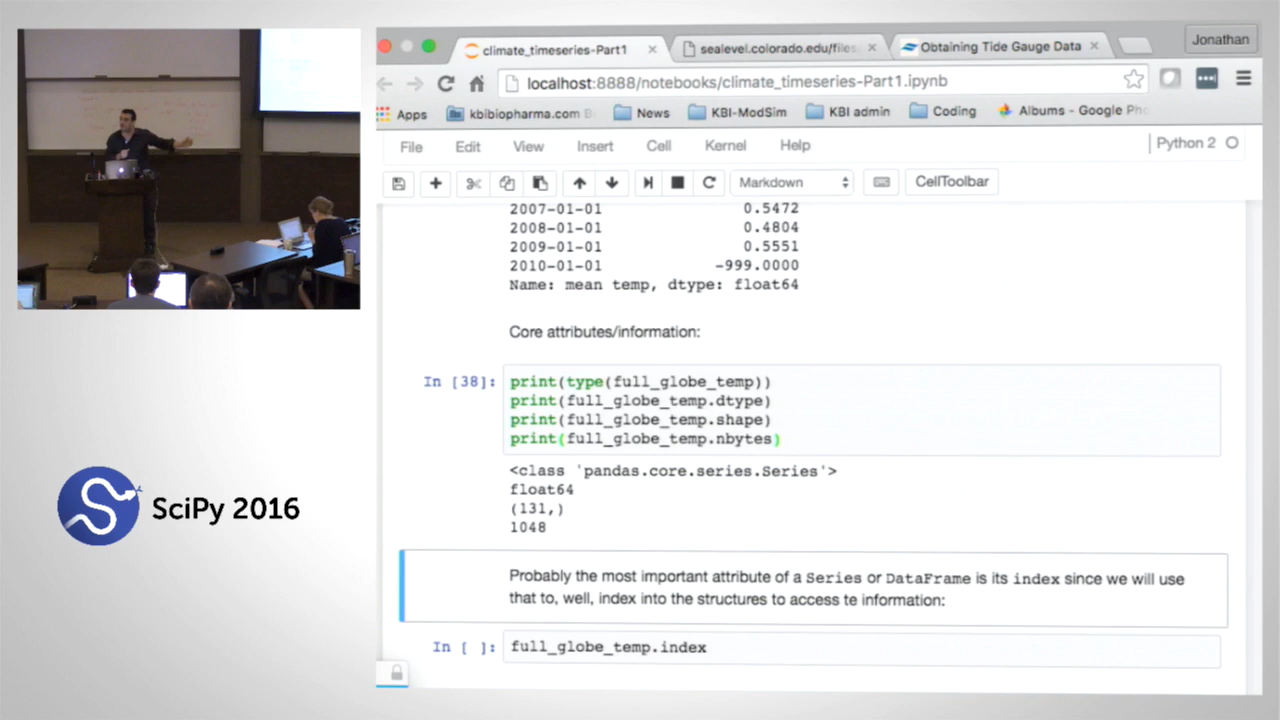 climate_timeseries-Part1
sealevel.colorado.edu/files
Obtaining Tide Gauge Data
Jonathan
localhost:8888/notebooks/climate_timeseries-Part1.ipynb
Apps
kbibiopharma.com
News
KBI-ModSim
KBI admin
Coding
Albums - Google Pho
File
Edit
View
Insert
Cell
Kernel
Help
Python 2
Markdown
CellToolbar
2007-01-01 0.5472
2008-01-01 0.4804
2009-01-01 0.5551
2010-01-01 -999.0000
Name: mean temp, dtype: float64
Core attributes/information:
In [38]:
print(type(full_globe_temp))
print(full_globe_temp.dtype)
print(full_globe_temp.shape)
print(full_globe_temp.nbytes)
<class 'pandas.core.series.Series'>
float64
(131,)
1048
Probably the most important attribute of a Series or DataFrame is its index since we will use
that to, well, index into the structures to access te information:
In [ ]: full_globe_temp.index
SciPy 2016